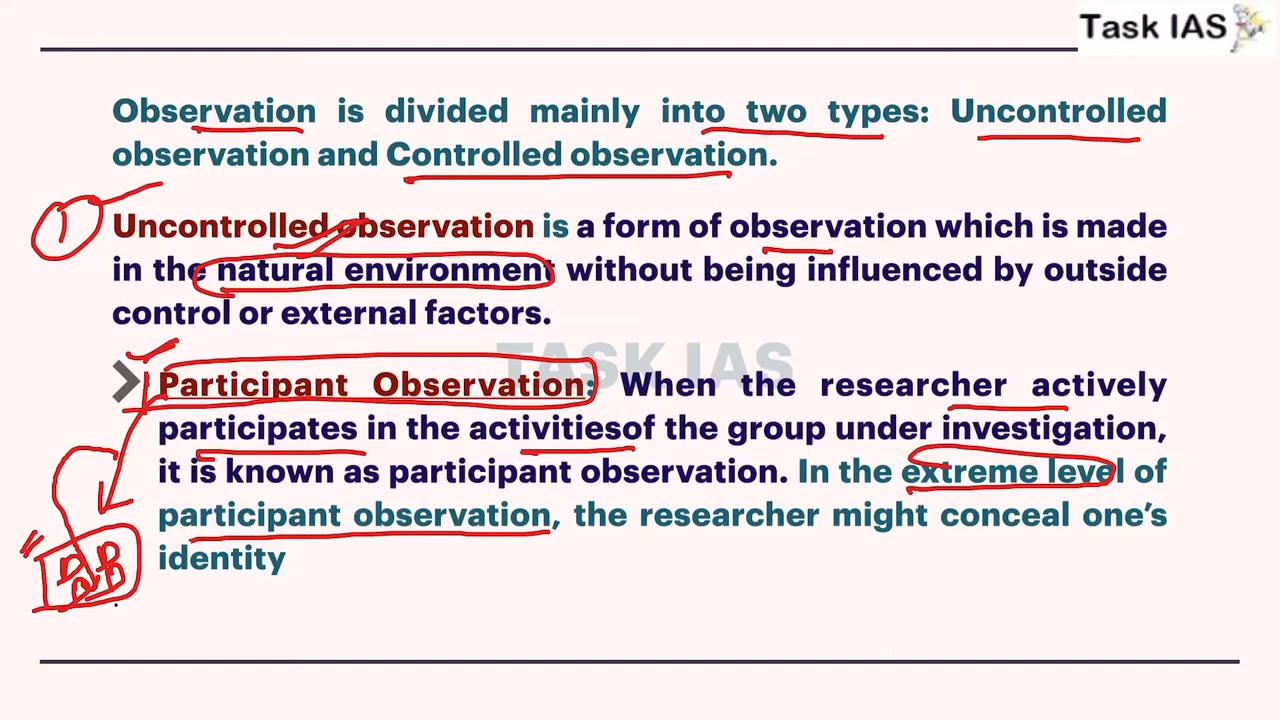 Task IAS
Observation is divided mainly into two types: Uncontrolled
observation and Controlled observation.
1
Uncontrolled observation is a form of observation which is made
in the natural environment without being influenced by outside
control or external factors.
TASK IAS
Participant Observation: When the researcher actively
participates in the activitiesof the group under investigation,
it is known as participant observation. In the extreme level of
participant observation, the researcher might conceal one's
identity